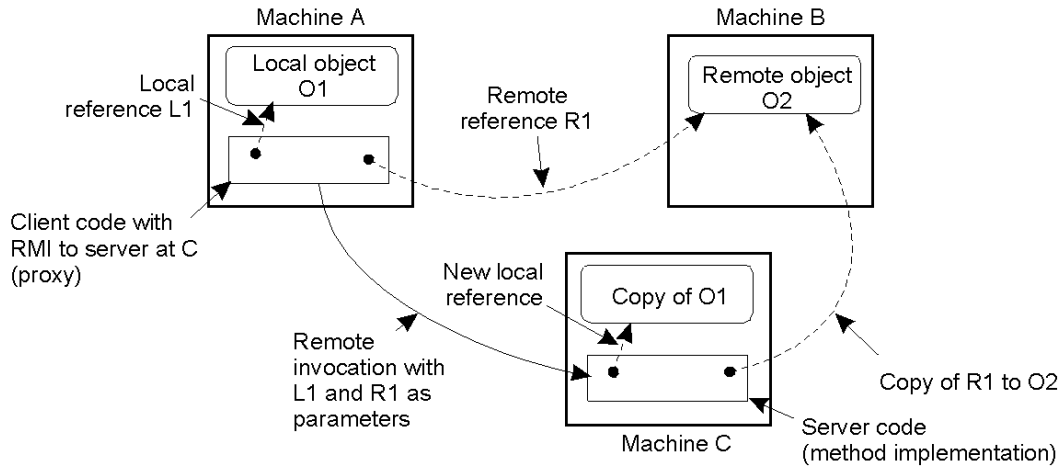 Machine A
Machine B
Local object
O1
Remote object
O2
Local
reference L1
Remote
reference R1
Client code with
RMI to server at C
(proxy)
New local
reference
Copy of O1
Remote
invocation with
L1 and R1 as
parameters
Copy of R1 to O2
Server code
(method implementation)
Machine C